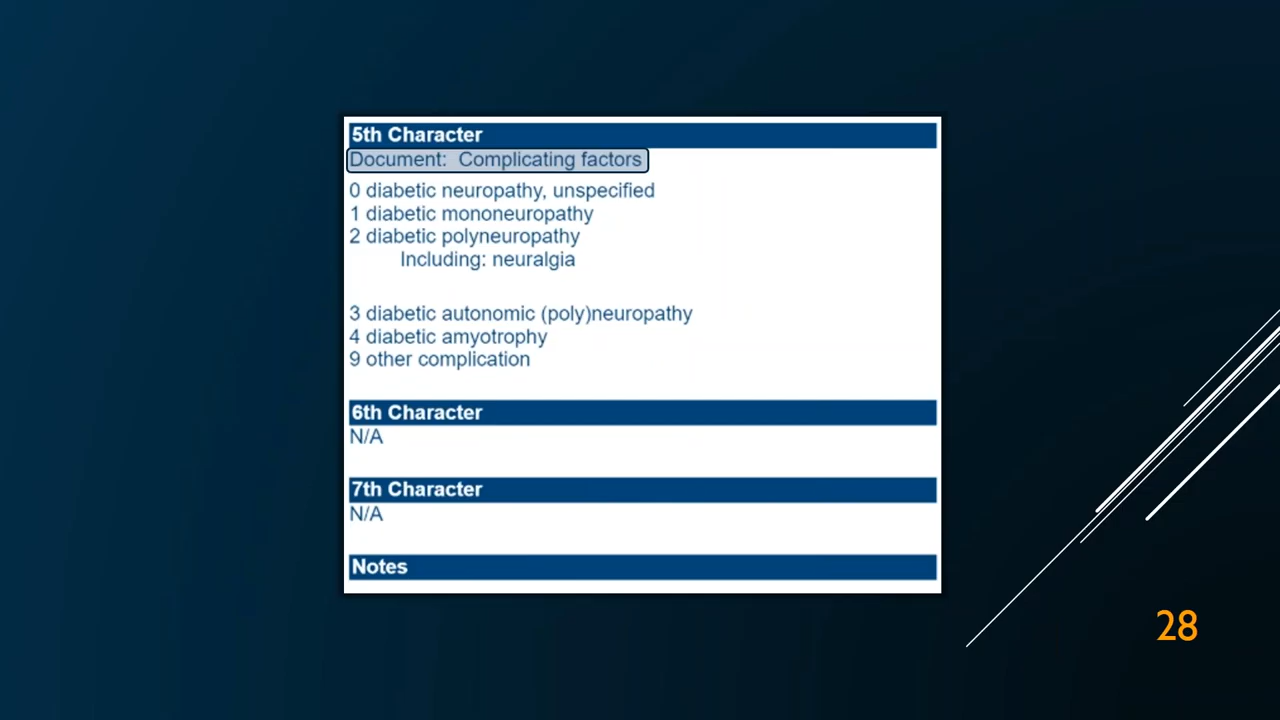 5th Character
Document: Complicating factors
0 diabetic neuropathy, unspecified
1 diabetic mononeuropathy
2 diabetic polyneuropathy
Including: neuralgia
3 diabetic autonomic (poly)neuropathy
4 diabetic amyotrophy
9 other complication
6th Character
N/A
7th Character
N/A
Notes
28